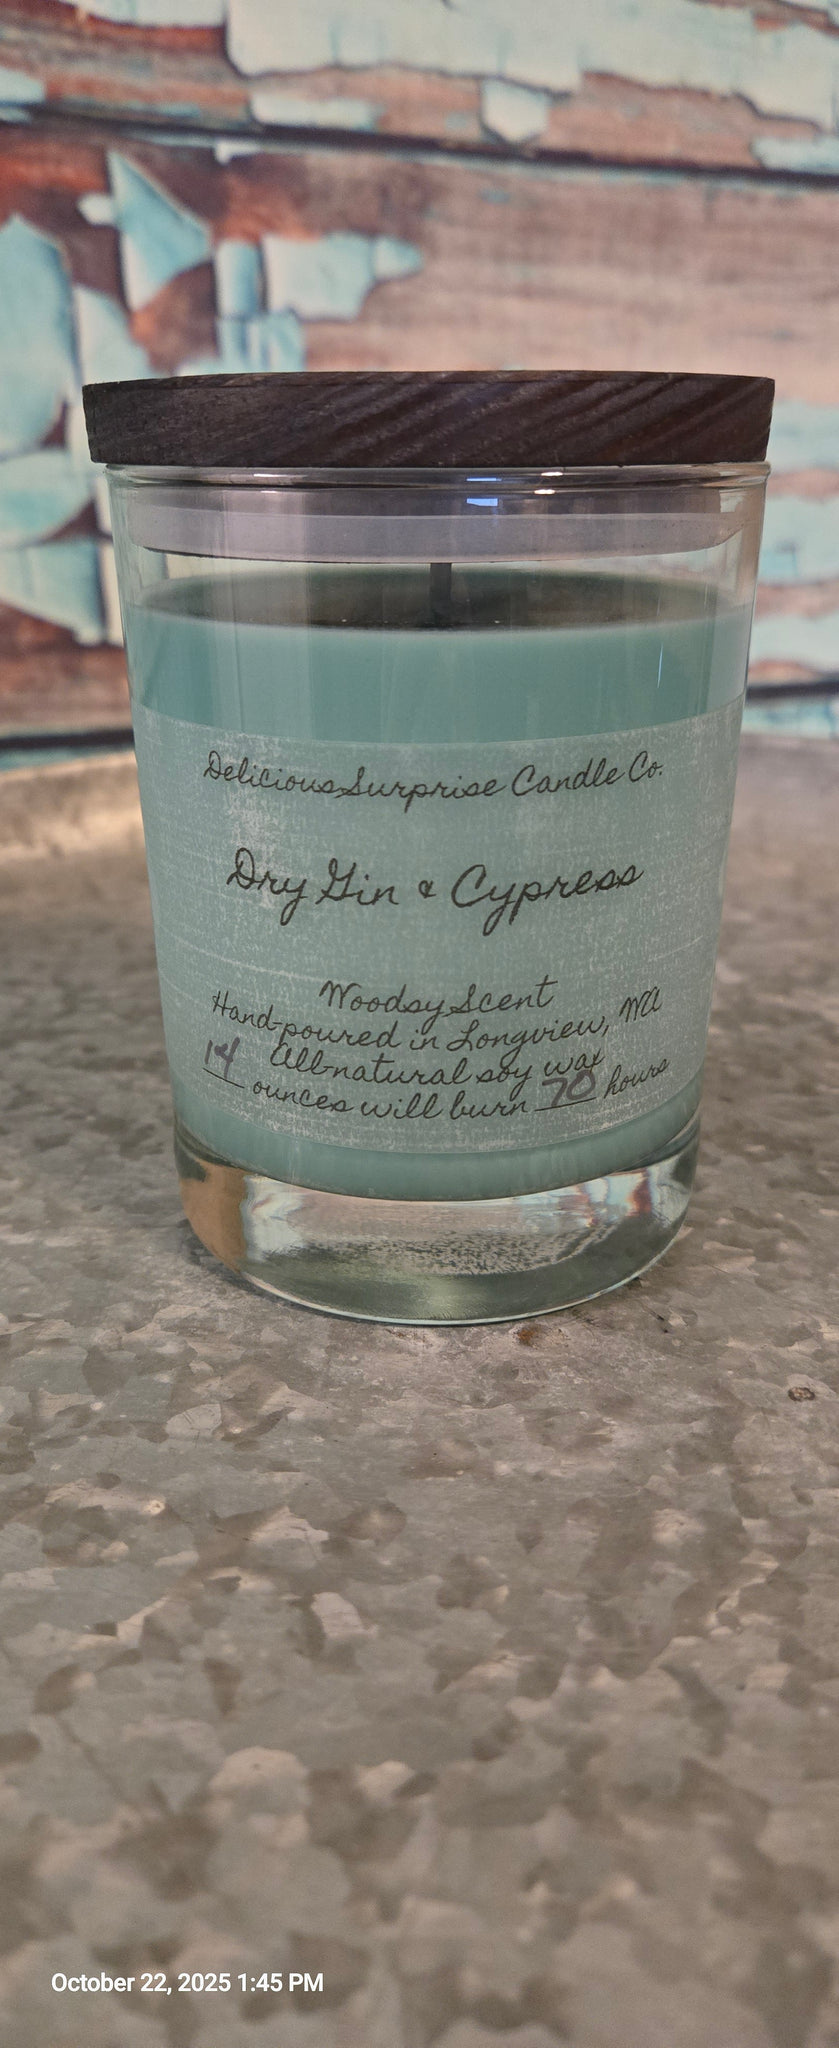 Delicious Surprise Candle Co.
Dry Gin & Cypress
Woodsy Scent
Hand-poured in Longview, WA
All-natural soy wax
14 ounces will burn 70 hours
October 22, 2025 1:45 PM